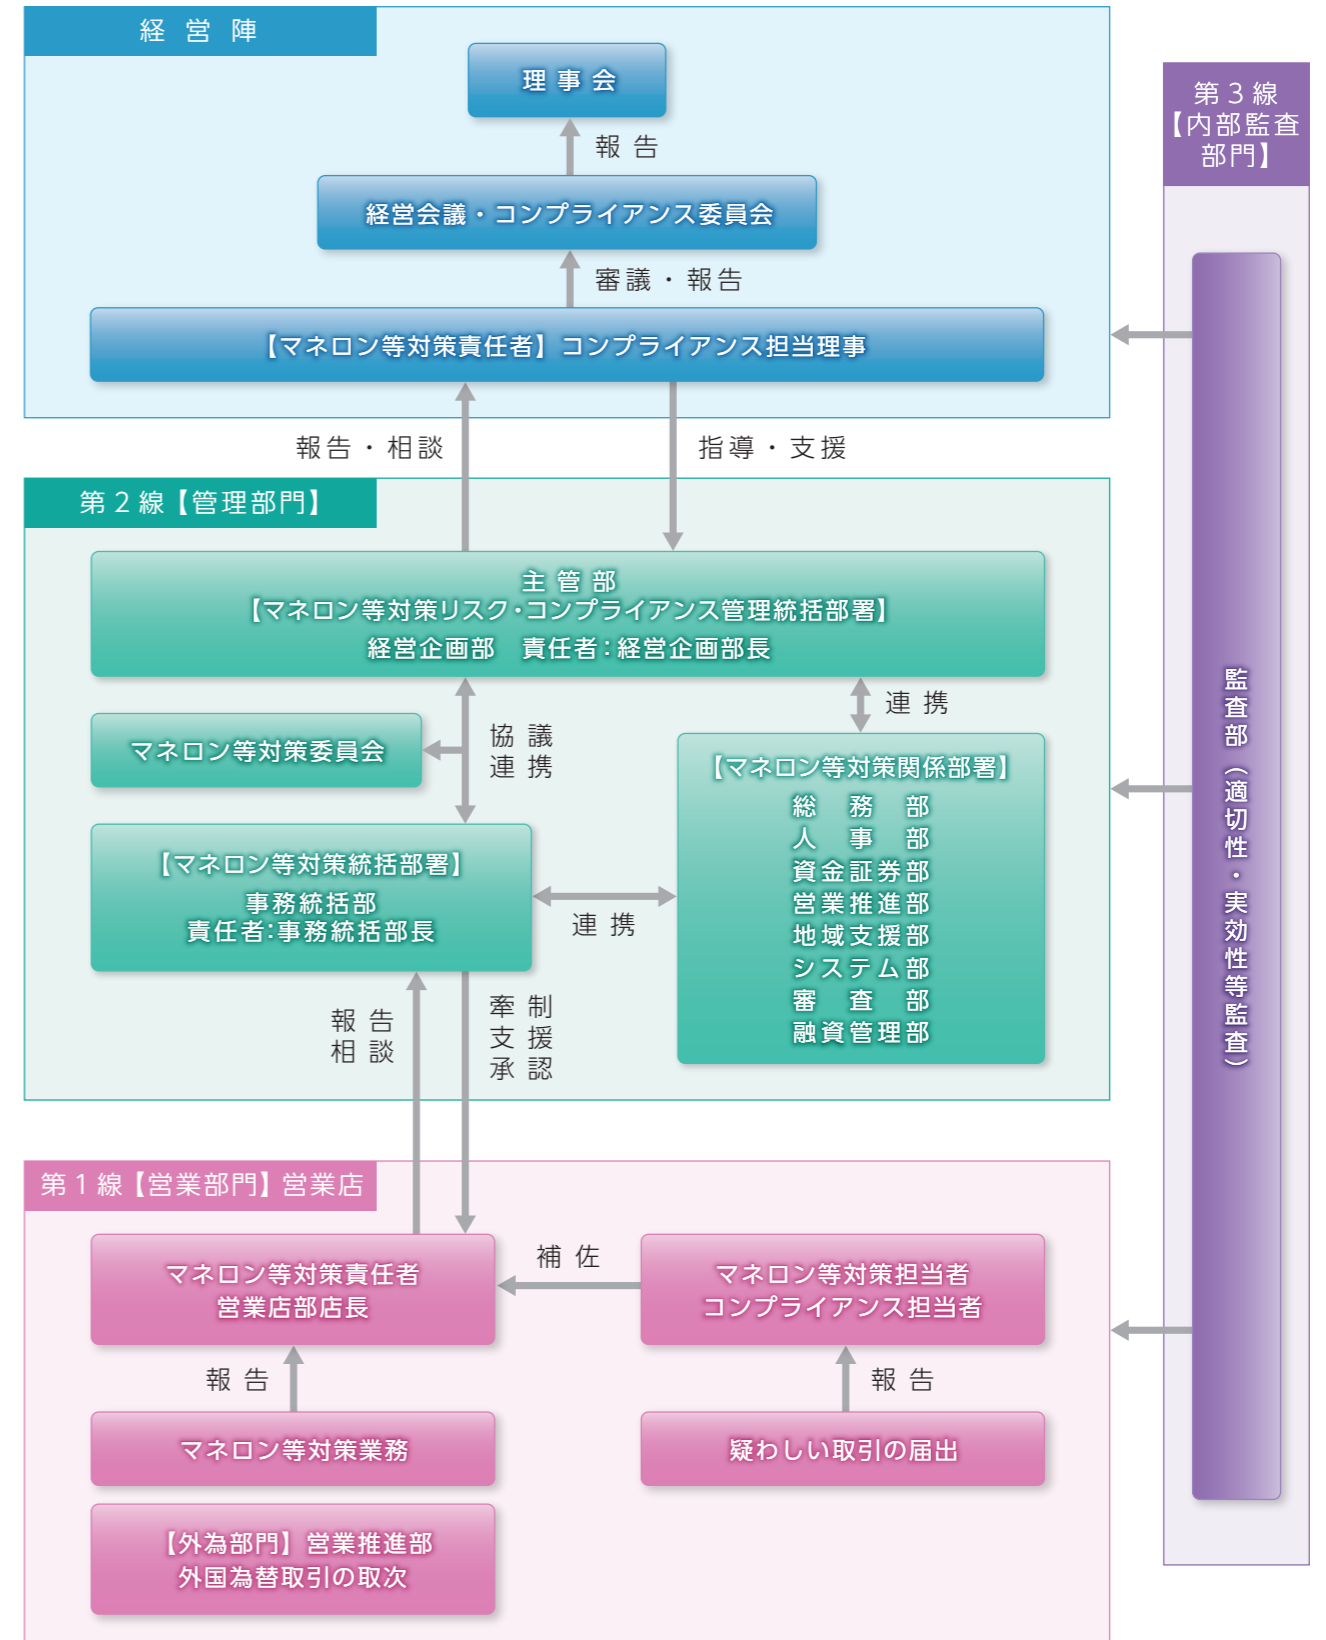 経営陣
理事会
報告
経営会議・コンプライアンス委員会
審議・報告
【マネロン等対策責任者】コンプライアンス担当理事
報告・相談
指導・支援
第2線【管理部門】
主管部
【マネロン等対策リスク・コンプライアンス管理統括部署】
経営企画部　責任者：経営企画部長
協議
連携
連携
マネロン等対策委員会
【マネロン等対策統括部署】
事務統括部
責任者：事務統括部長
連携
【マネロン等対策関係部署】
総務部
人事部
資金証券部
営業推進部
地域支援部
システム部
審査部
融資管理部
報告
相談
牽制
支援
承認
第1線【営業部門】営業店
マネロン等対策責任者
営業店部店長
補佐
マネロン等対策担当者
コンプライアンス担当者
報告
報告
マネロン等対策業務
疑わしい取引の届出
【外為部門】営業推進部
外国為替取引の取次
第3線
【内部監査
部門】
監査部（適切性・実効性等監査）